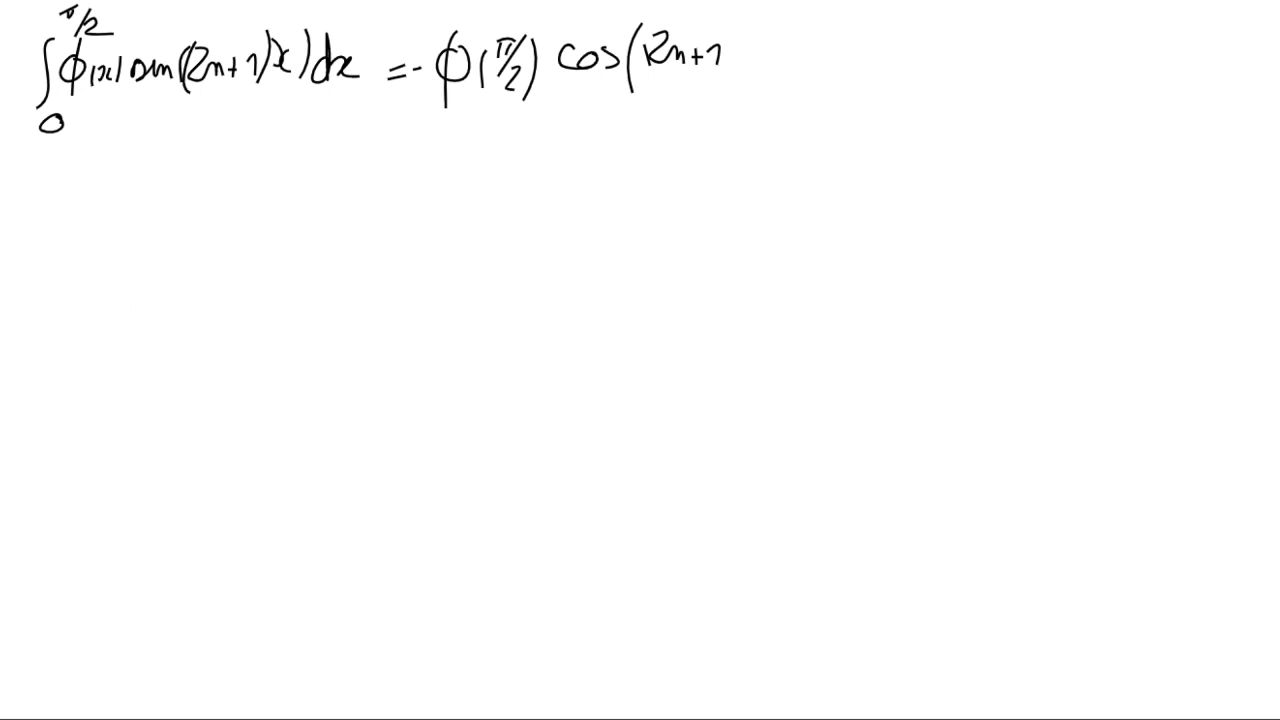 ∫₀^{π/2} φ(x) sin((2n+1)x) dx = - φ(π/2) cos((2n+1